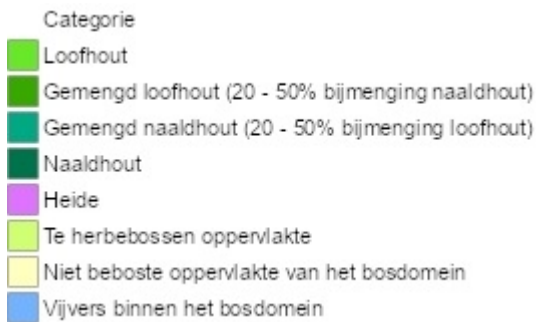 Categorie
Loofhout
Gemengd loofhout (20 - 50% bijmenging naaldhout)
Gemengd naaldhout (20 - 50% bijmenging loofhout)
Naaldhout
Heide
Te herbebossen oppervlakte
Niet beboste oppervlakte van het bosdomein
Vijvers binnen het bosdomein